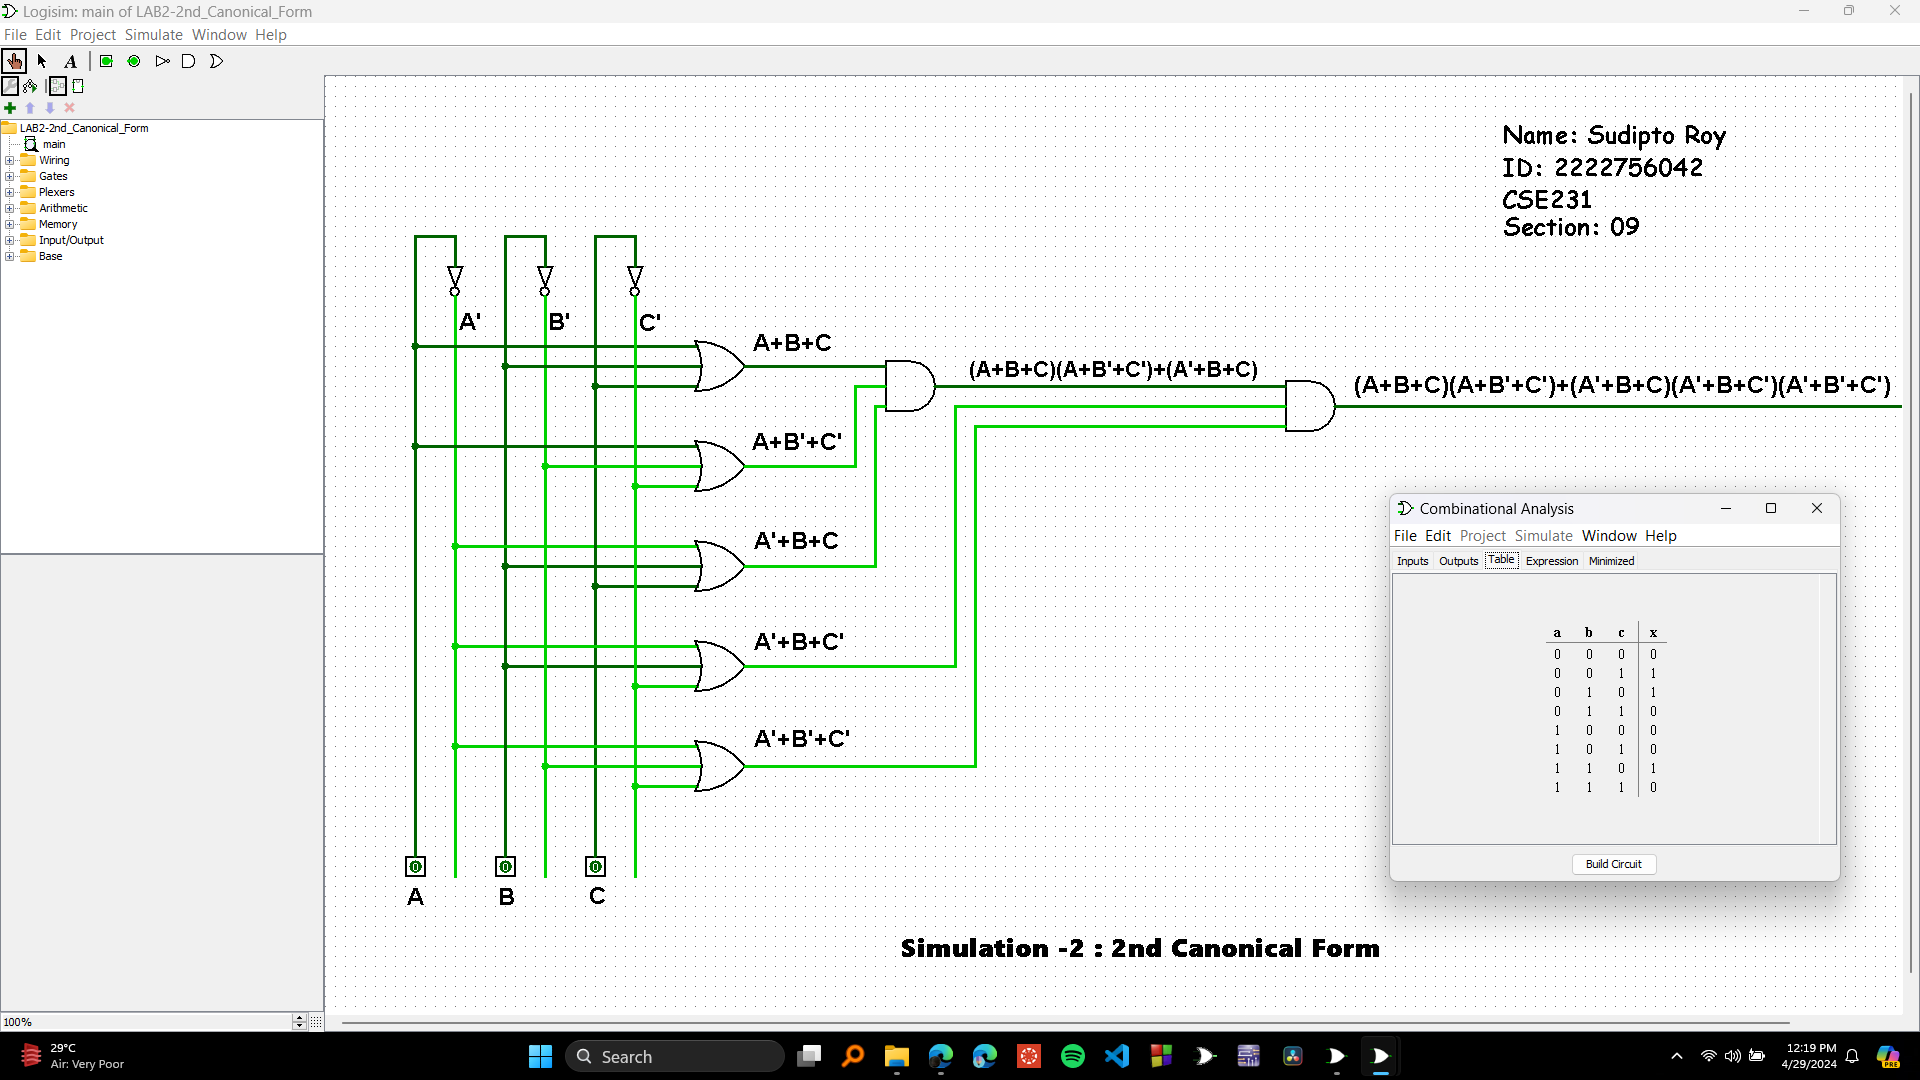 Logisim: main of LAB2-2nd_Canonical_Form
File Edit Project Simulate Window Help
A
LAB2-2nd_Canonical_Form
main
Wiring
Gates
Plexers
Arithmetic
Memory
Input/Output
Base
100%
Name: Sudipto Roy
ID: 2222756042
CSE231
Section: 09
A' B' C'
A+B+C
(A+B+C)(A+B'+C')+(A'+B+C)
(A+B+C)(A+B'+C')+(A'+B+C)(A'+B+C')(A'+B'+C')
A+B'+C'
A'+B+C
A'+B+C'
A'+B'+C'
0 0 0
A B C
Simulation -2 : 2nd Canonical Form
Combinational Analysis
File Edit Project Simulate Window Help
Inputs Outputs Table Expression Minimized
a b c x
0 0 0 0
0 0 1 1
0 1 0 1
0 1 1 0
1 0 0 0
1 0 1 0
1 1 0 1
1 1 1 0
Build Circuit
29°C
Air: Very Poor
Search
12:19 PM
4/29/2024
PRE